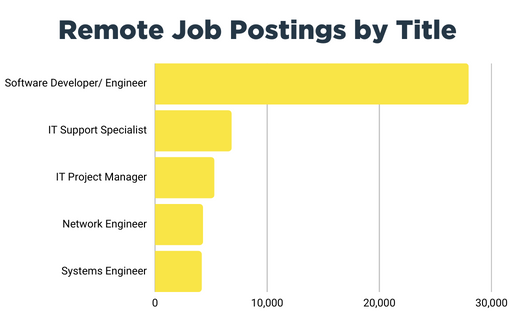 Remote Job Postings by Title
Software Developer/ Engineer
IT Support Specialist
IT Project Manager
Network Engineer
Systems Engineer
0 10,000 20,000 30,000